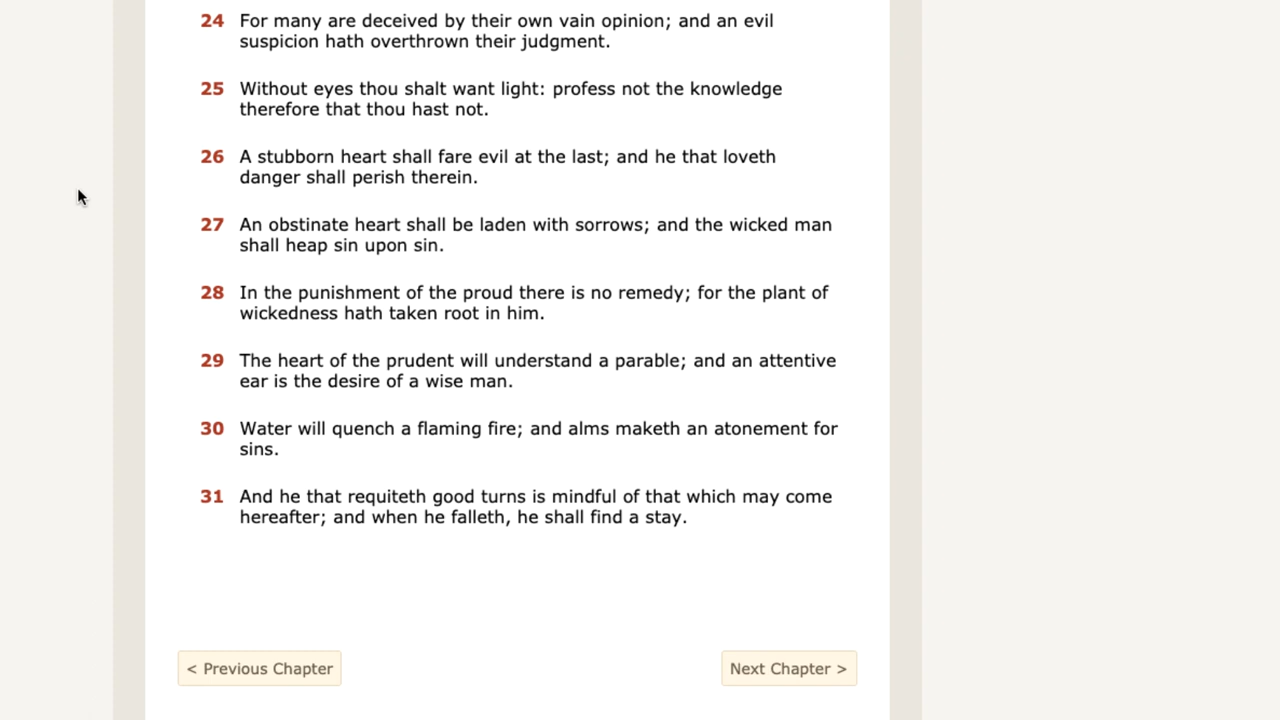 24 For many are deceived by their own vain opinion; and an evil
suspicion hath overthrown their judgment.
25 Without eyes thou shalt want light: profess not the knowledge
therefore that thou hast not.
26 A stubborn heart shall fare evil at the last; and he that loveth
danger shall perish therein.
27 An obstinate heart shall be laden with sorrows; and the wicked man
shall heap sin upon sin.
28 In the punishment of the proud there is no remedy; for the plant of
wickedness hath taken root in him.
29 The heart of the prudent will understand a parable; and an attentive
ear is the desire of a wise man.
30 Water will quench a flaming fire; and alms maketh an atonement for
sins.
31 And he that requiteth good turns is mindful of that which may come
hereafter; and when he falleth, he shall find a stay.
< Previous Chapter
Next Chapter >